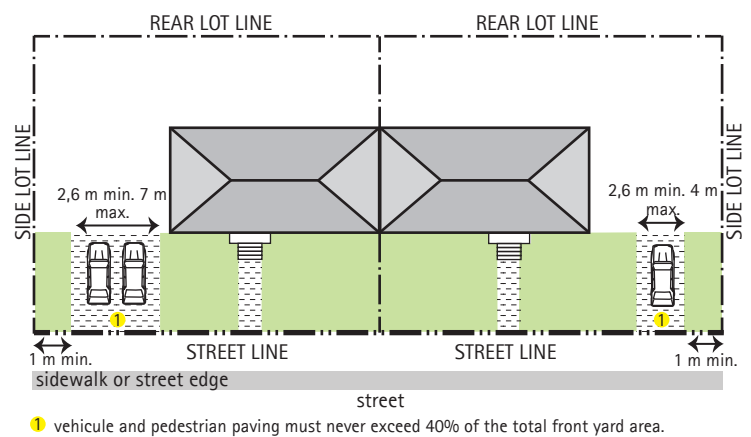 REAR LOT LINE
REAR LOT LINE
SIDE LOT LINE
SIDE LOT LINE
2,6 m min. 7 m
max.
2,6 m min. 4 m
max.
1
1
1 m min.
STREET LINE
STREET LINE
1 m min.
sidewalk or street edge
street
1 vehicule and pedestrian paving must never exceed 40% of the total front yard area.